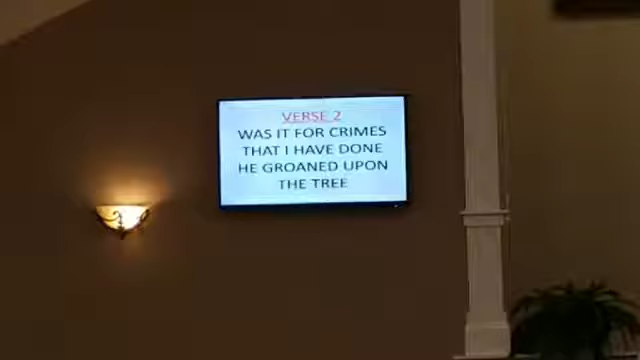 VERSE 2
WAS IT FOR CRIMES
THAT I HAVE DONE
HE GROANED UPON
THE TREE